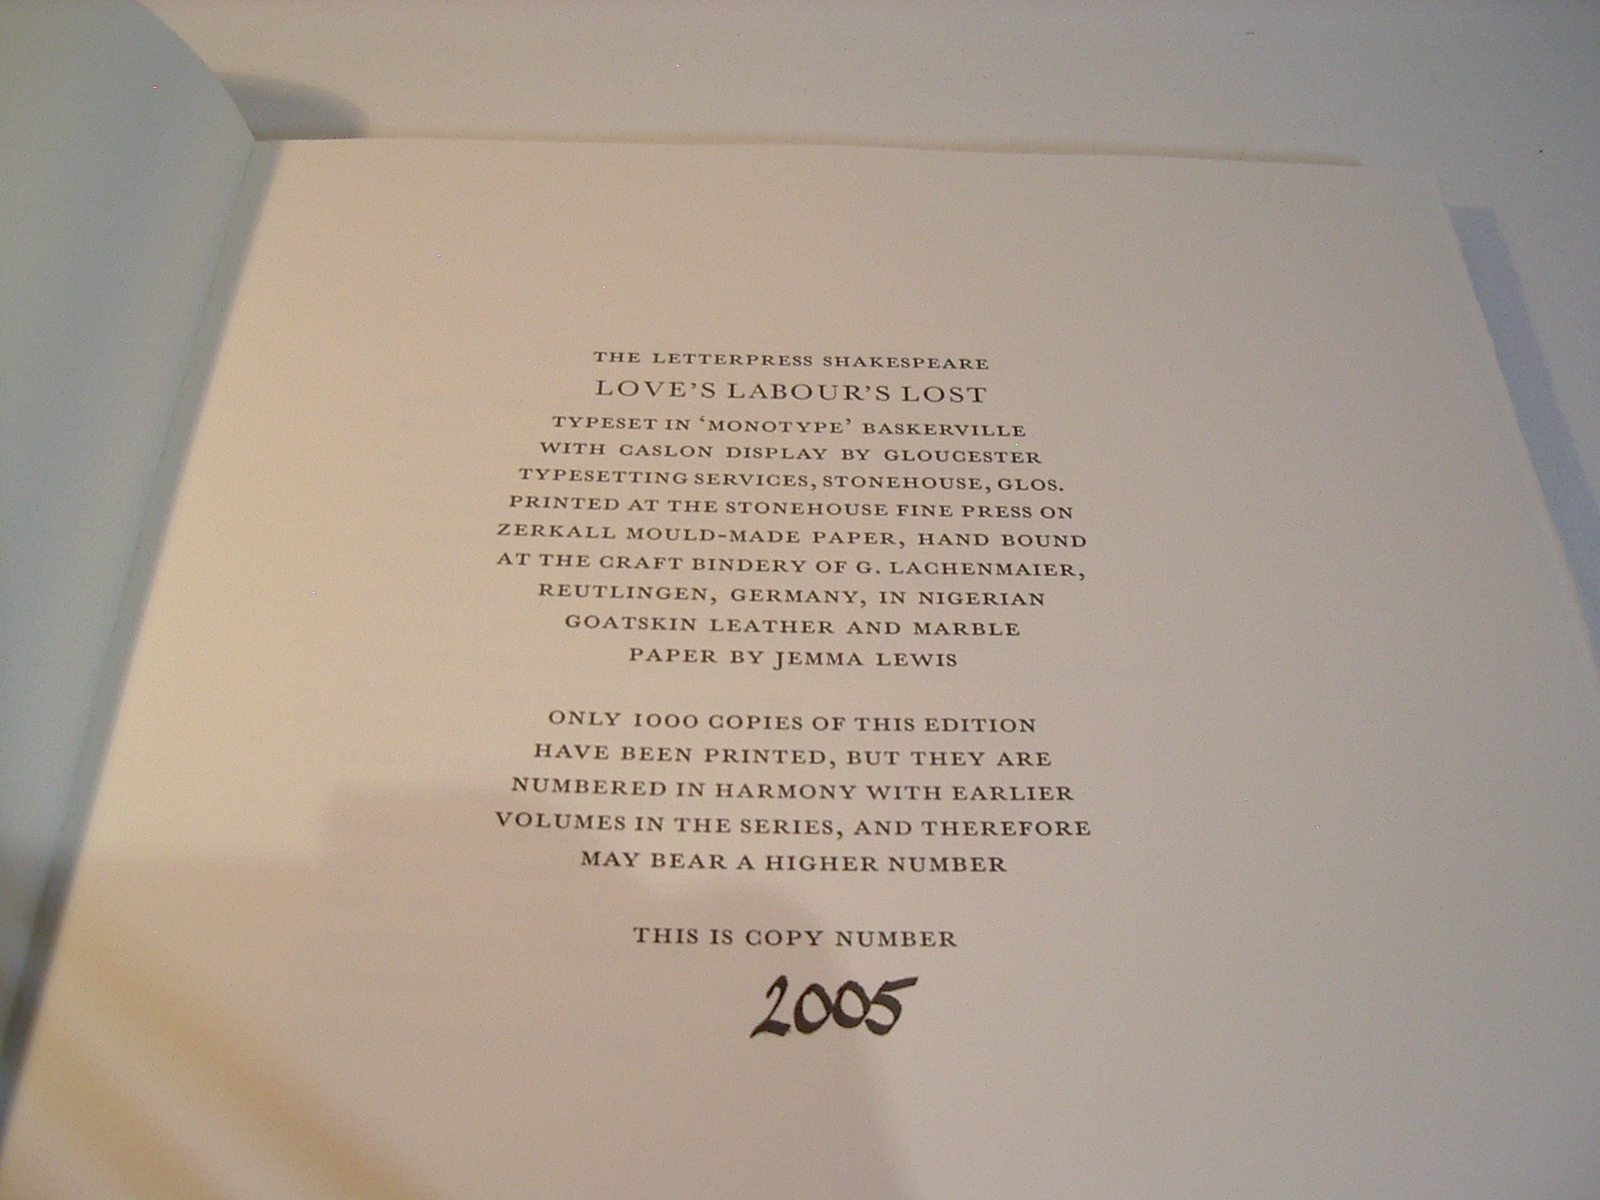 THE LETTERPRESS SHAKESPEARE
LOVE'S LABOUR'S LOST
TYPESET IN ‘MONOTYPE’ BASKERVILLE
WITH CASLON DISPLAY BY GLOUCESTER
TYPESETTING SERVICES, STONEHOUSE, GLOS.
PRINTED AT THE STONEHOUSE FINE PRESS ON
ZERKALL MOULD-MADE PAPER, HAND BOUND
AT THE CRAFT BINDERY OF G. LACHENMAIER,
REUTLINGEN, GERMANY, IN NIGERIAN
GOATSKIN LEATHER AND MARBLE
PAPER BY JEMMA LEWIS
ONLY 1000 COPIES OF THIS EDITION
HAVE BEEN PRINTED, BUT THEY ARE
NUMBERED IN HARMONY WITH EARLIER
VOLUMES IN THE SERIES, AND THEREFORE
MAY BEAR A HIGHER NUMBER
THIS IS COPY NUMBER
2005